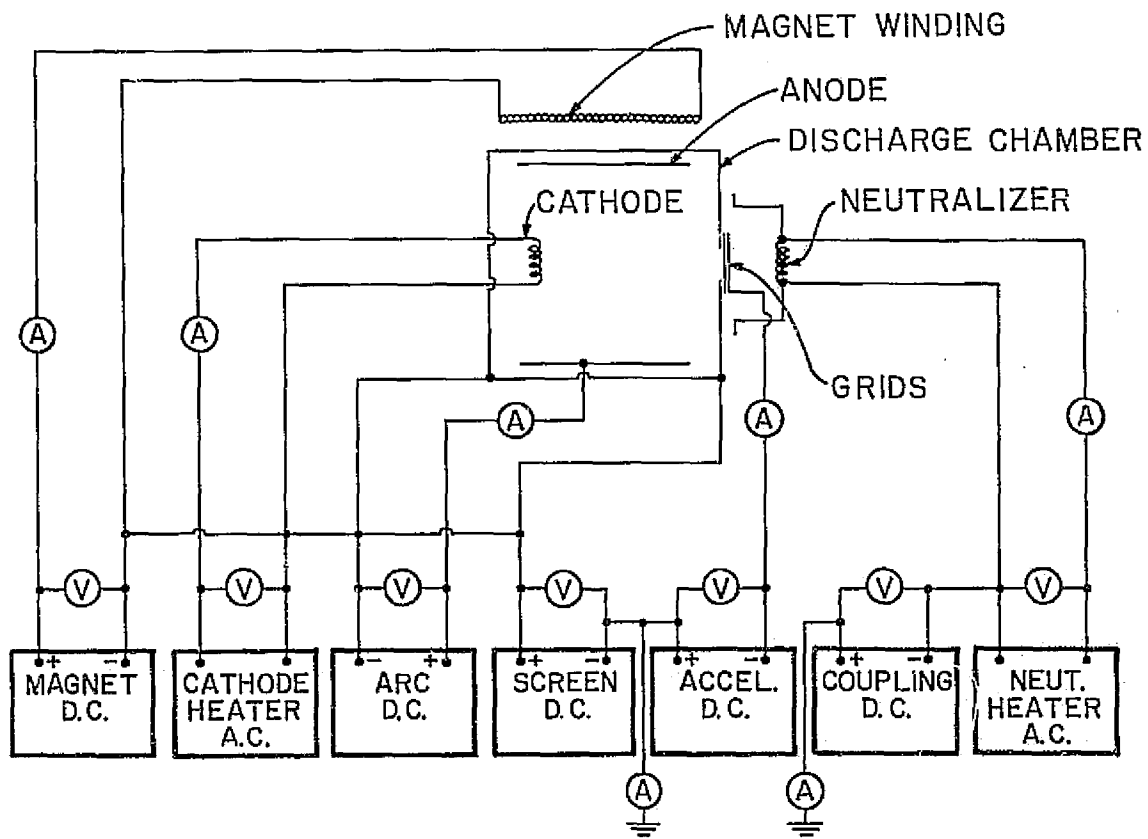 MAGNET WINDING
ANODE
DISCHARGE CHAMBER
CATHODE
NEUTRALIZER
A
A
GRIDS
A
A
A
V
V
V
V
V
V
V
+ -
MAGNET
D.C.
CATHODE
HEATER
A.C.
- +
ARC
D.C.
+ -
SCREEN
D.C.
+ -
ACCEL.
D.C.
+ -
COUPLING
D.C.
NEUT.
HEATER
A.C.
A
A